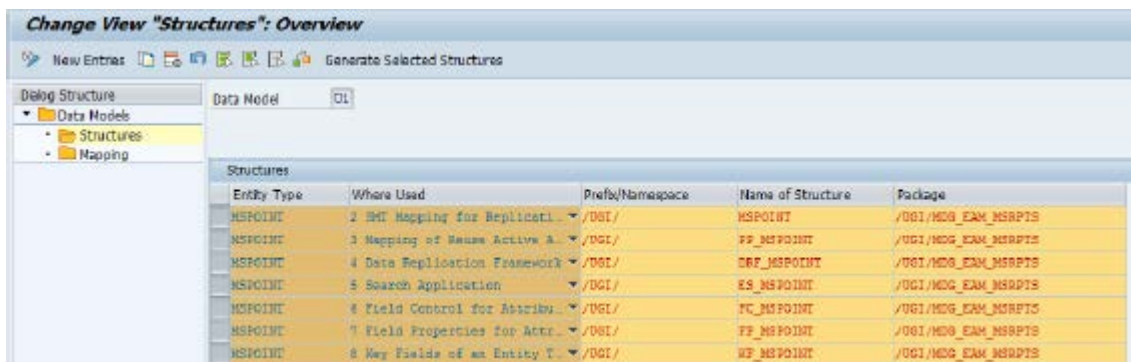 Change View "Structures": Overview
New Entries Generate Selected Structures
Dialog Structure
Data Model
Data Models
Structures
Mapping
Structures
Entity Type Where Used Prefix/Namespace Name of Structure Package
MSPOINT 2 SMT Mapping for Replicati.. /UGI/ MSPOINT /UGI/MDG_EAM_MSRPTS
MSPOINT 3 Mapping of Reuse Active A.. /UGI/ PP_MSPOINT /UGI/MDG_EAM_MSRPTS
MSPOINT 4 Data Replication Framework /UGI/ DRF_MSPOINT /UGI/MDG_EAM_MSRPTS
MSPOINT 5 Search Application /UGI/ ES_MSPOINT /UGI/MDG_EAM_MSRPTS
MSPOINT 6 Field Control for Attribu.. /UGI/ FC_MSPOINT /UGI/MDG_EAM_MSRPTS
MSPOINT 7 Field Properties for Attr.. /UGI/ FP_MSPOINT /UGI/MDG_EAM_MSRPTS
MSPOINT 8 Key Fields of an Entity T.. /UGI/ KF_MSPOINT /UGI/MDG_EAM_MSRPTS